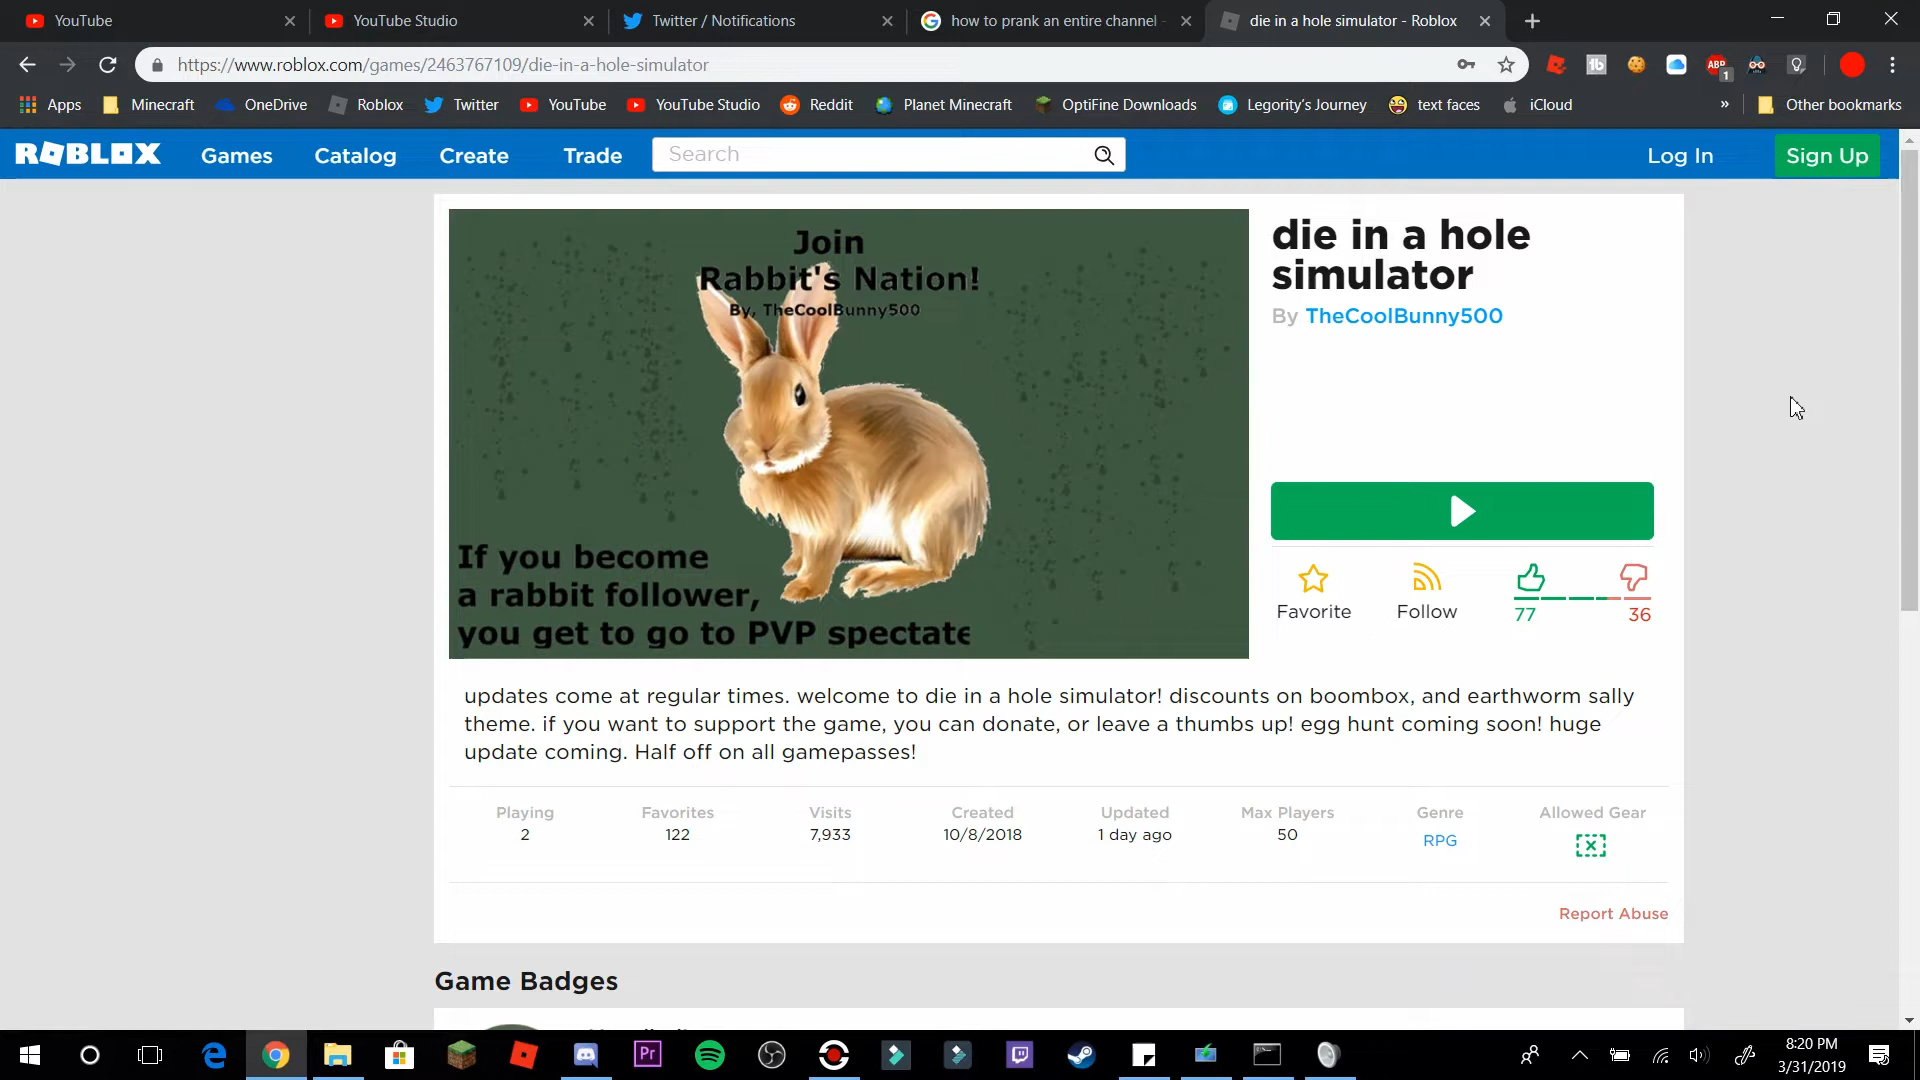 YouTube
YouTube Studio
Twitter / Notifications
how to prank an entire channel -
die in a hole simulator - Roblox
https://www.roblox.com/games/2463767109/die-in-a-hole-simulator
ABP
1
Apps
Minecraft
OneDrive
Roblox
Twitter
YouTube
YouTube Studio
Reddit
Planet Minecraft
OptiFine Downloads
Legority's Journey
text faces
iCloud
»
Other bookmarks
ROBLOX
Games
Catalog
Create
Trade
Search
Log In
Sign Up
Join
Rabbit's Nation!
By, TheCoolBunny500
If you become
a rabbit follower,
you get to go to PVP spectate
die in a hole
simulator
By TheCoolBunny500
Favorite
Follow
77
36
updates come at regular times. welcome to die in a hole simulator! discounts on boombox, and earthworm sally
theme. if you want to support the game, you can donate, or leave a thumbs up! egg hunt coming soon! huge
update coming. Half off on all gamepasses!
Playing
2
Favorites
122
Visits
7,933
Created
10/8/2018
Updated
1 day ago
Max Players
50
Genre
RPG
Allowed Gear
Report Abuse
Game Badges
Pr
8:20 PM
3/31/2019